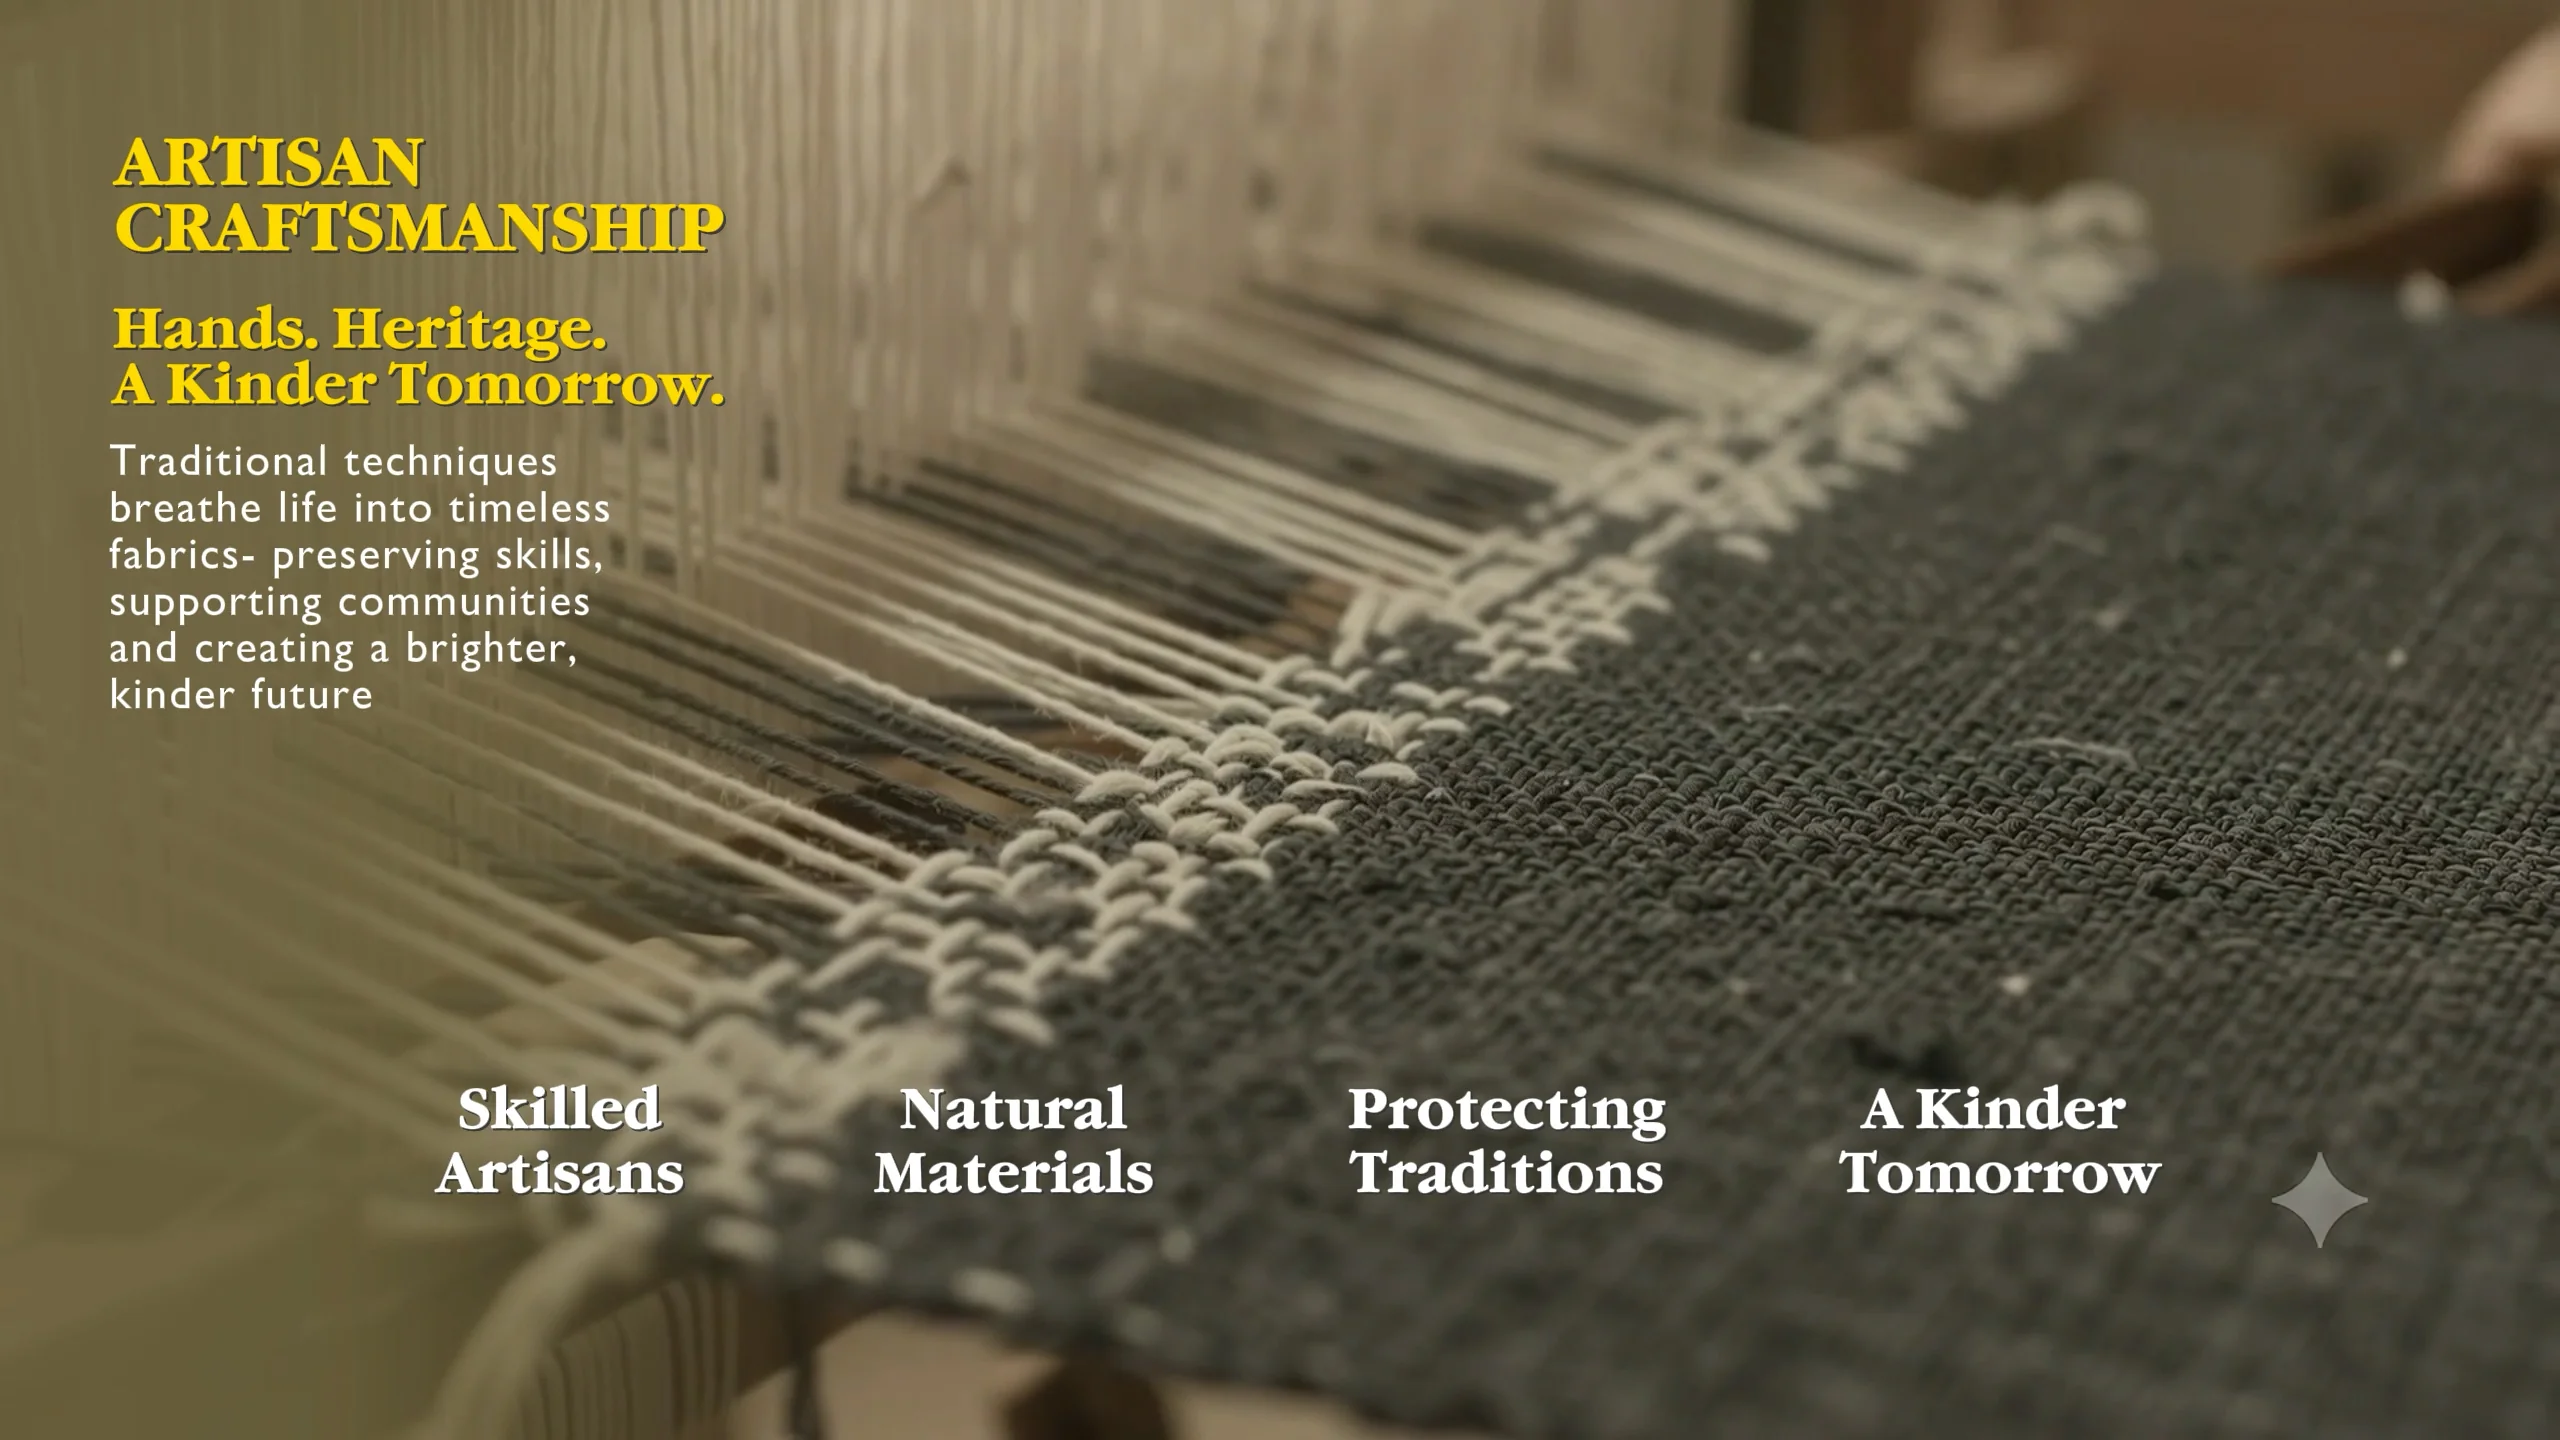 ARTISAN
CRAFTSMANSHIP
Hands. Heritage.
A Kinder Tomorrow.
Traditional techniques
breathe life into timeless
fabrics- preserving skills,
supporting communities
and creating a brighter,
kinder future
Skilled
Artisans
Natural
Materials
Protecting
Traditions
A Kinder
Tomorrow